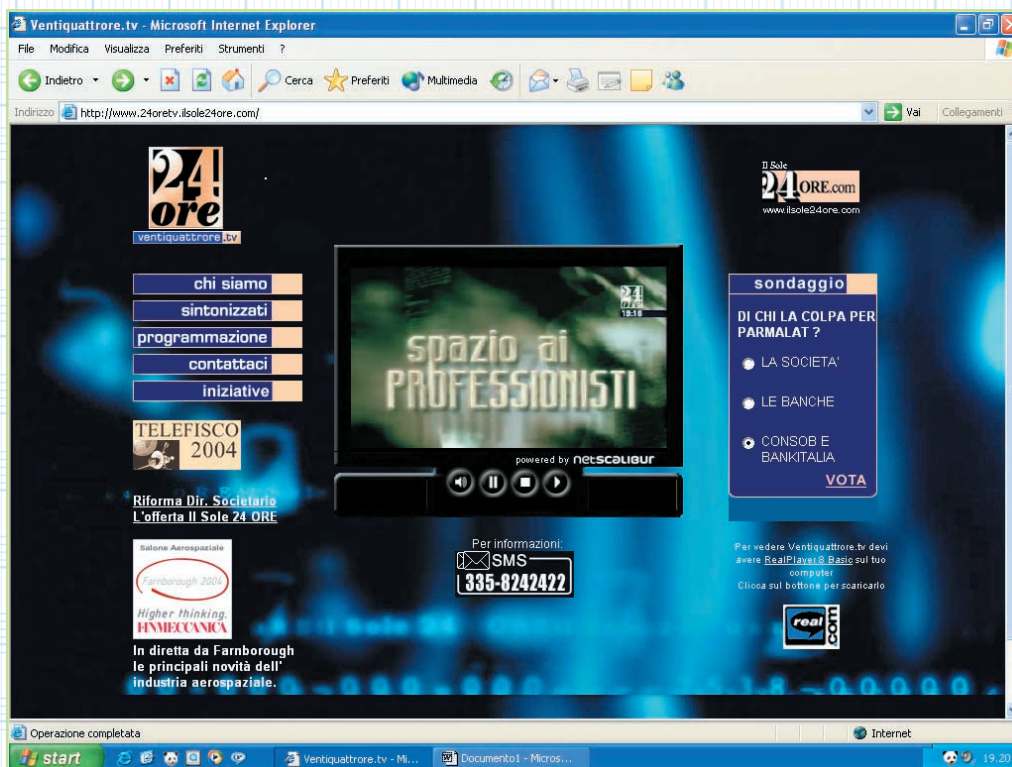 Ventiquattrore.tv - Microsoft Internet Explorer
File Modifica Visualizza Preferiti Strumenti ?
Indietro Cerca Preferiti Multimedia
Indirizzo http://www.24oretv.ilsole24ore.com/ Vai Collegamenti
24!
ore
ventiquattrore.tv
Il Sole
24 ORE.com
www.ilsole24ore.com
chi siamo
sintonizzati
programmazione
contattaci
iniziative
TELEFISCO
2004
Riforma Dir. Societario
L'offerta Il Sole 24 ORE
Salone Aerospaziale
Farnborough 2004
Higher thinking.
FINMECCANICA
In diretta da Farnborough
le principali novità dell'
industria aerospaziale.
24
ore
spazio ai
PROFESSIONISTI
powered by netscalibur
Per informazioni:
SMS
335-8242422
sondaggio
DI CHI LA COLPA PER
PARMALAT ?
LA SOCIETA'
LE BANCHE
CONSOB E
BANKITALIA
VOTA
Per vedere Ventiquattrore.tv devi
avere RealPlayer 8 Basic sul tuo
computer
Clicca sul bottone per scaricarlo
real.com
Operazione completata Internet
start Ventiquattrore.tv - Mi... Documento1 - Micros... 19.20